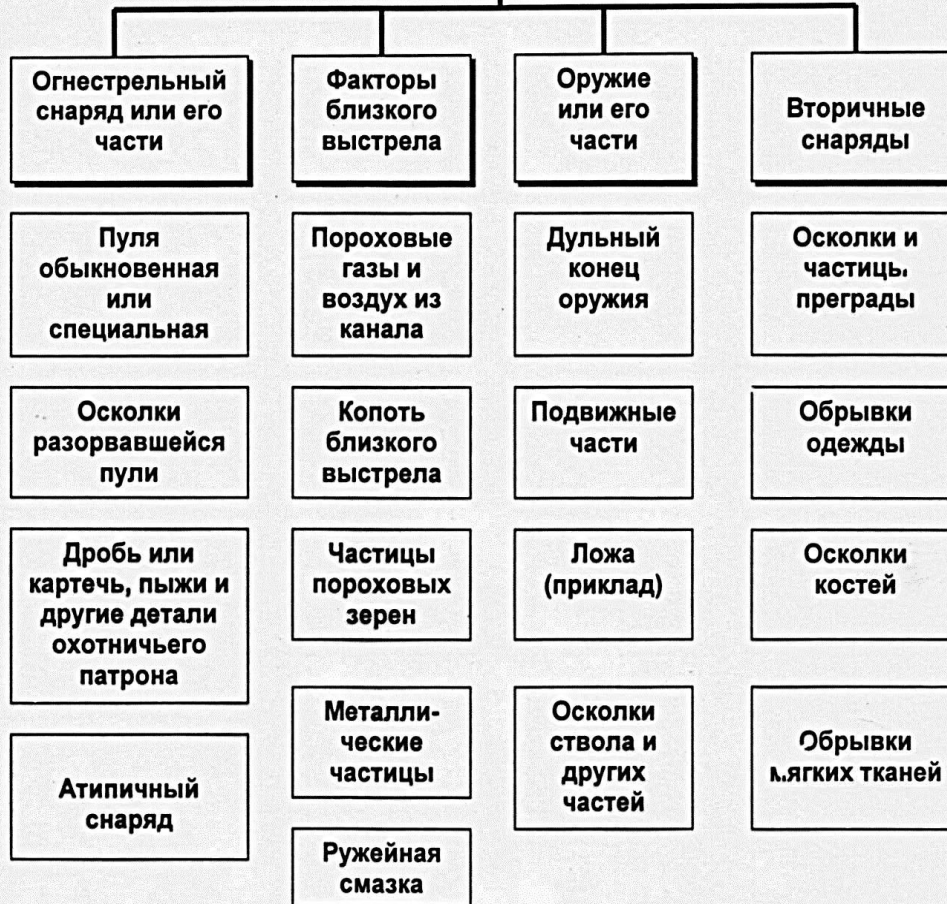 Огнестрельный
снаряд или его
части
Факторы
близкого
выстрела
Оружие
или его
части
Вторичные
снаряды
Пуля
обыкновенная
или
специальная
Пороховые
газы и
воздух из
канала
Дульный
конец
оружия
Осколки и
частицы
преграды
Осколки
разорвавшейся
пули
Копоть
близкого
выстрела
Подвижные
части
Обрывки
одежды
Дробь или
картечь, пыжи и
другие детали
охотничьего
патрона
Частицы
пороховых
зерен
Ложа
(приклад)
Осколки
костей
Атипичный
снаряд
Металли-
ческие
частицы
Осколки
ствола и
других
частей
Обрывки
мягких тканей
Ружейная
смазка